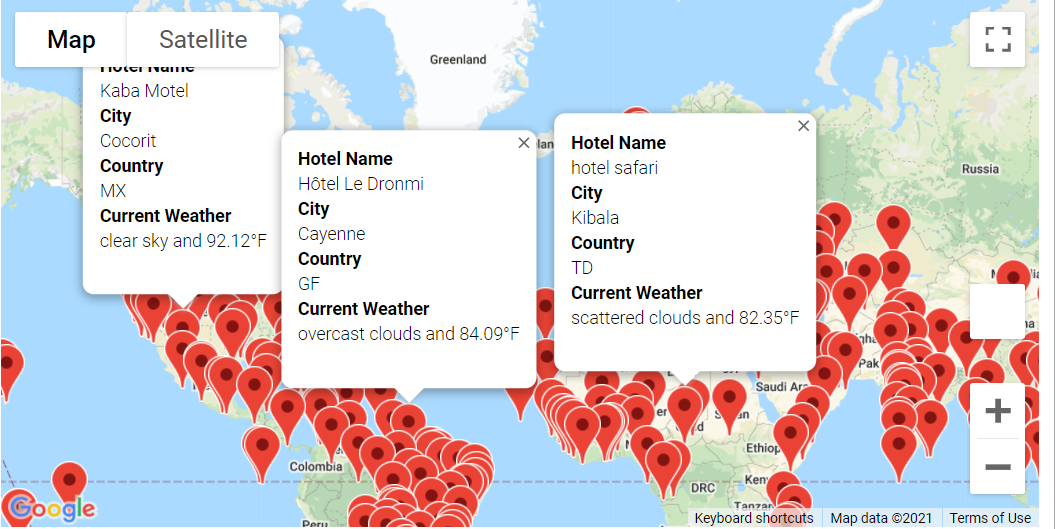 Map
Satellite
Greenland
Russia
Hotel Name
Kaba Motel
City
Cocorit
Country
MX
Current Weather
clear sky and 92.12°F
Hotel Name
Hôtel Le Dronmi
City
Cayenne
Country
GF
Current Weather
overcast clouds and 84.09°F
Hotel Name
hotel safari
City
Kibala
Country
TD
Current Weather
scattered clouds and 82.35°F
Saudi Ara
Pak
Ethiop
Colombia
DRC
Ken
Tanz
Peru
Google
Keyboard shortcuts
Map data ©2021
Terms of Use